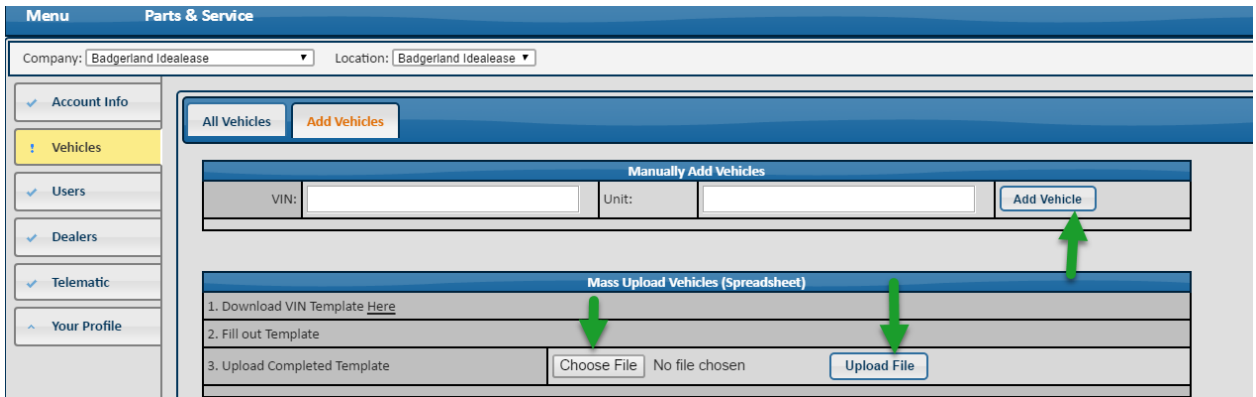 Menu Parts & Service
Company: Badgerland Idealease Location: Badgerland Idealease
Account Info
Vehicles
Users
Dealers
Telematic
Your Profile
All Vehicles Add Vehicles
Manually Add Vehicles
VIN: Unit: Add Vehicle
Mass Upload Vehicles (Spreadsheet)
1. Download VIN Template Here
2. Fill out Template
3. Upload Completed Template Choose File No file chosen Upload File